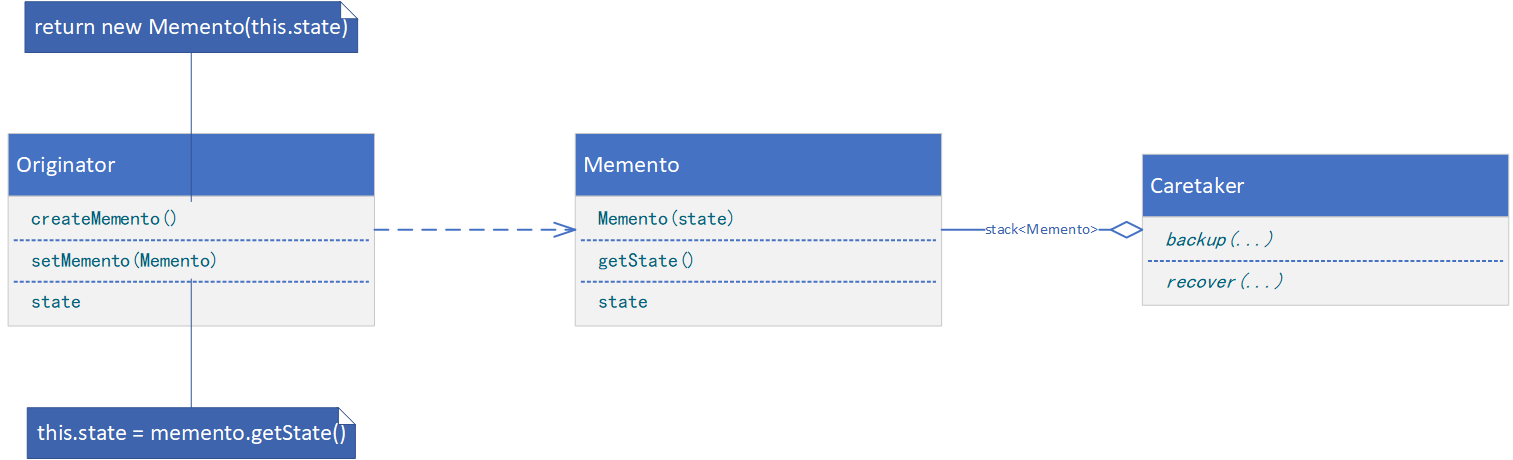 return new Memento(this.state)
Originator
createMemento()
setMemento(Memento)
state
this.state = memento.getState()
Memento
Memento(state)
getState()
state
stack<Memento>
Caretaker
backup(...)
recover(...)